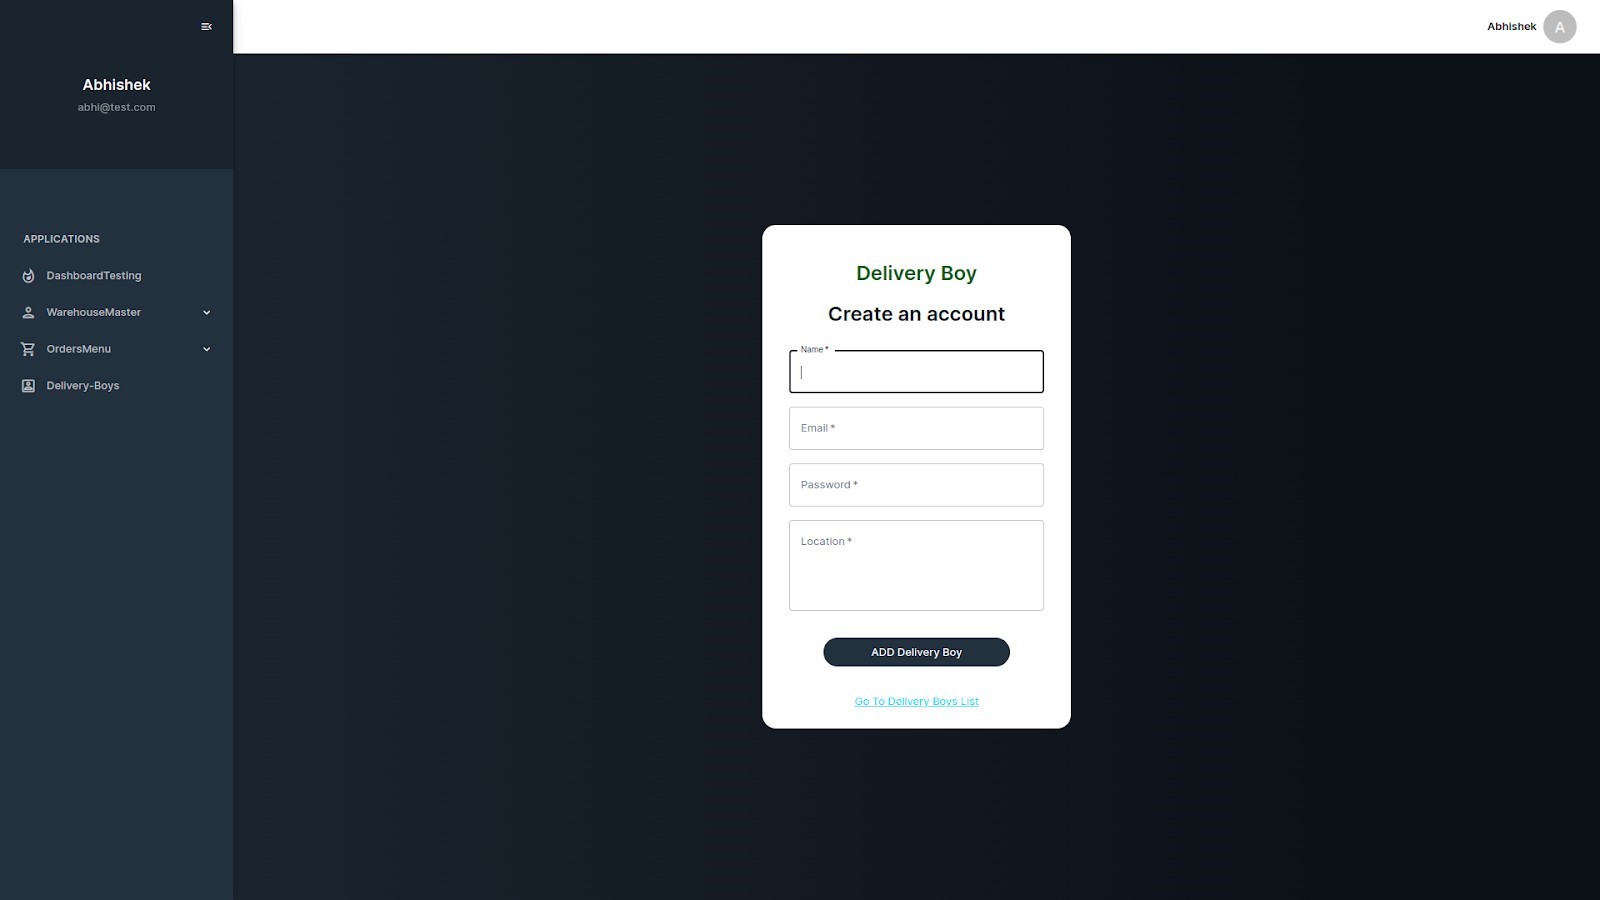 Abhishek
A
Abhishek
abhi@test.com
APPLICATIONS
DashboardTesting
WarehouseMaster
OrdersMenu
Delivery-Boys
Delivery Boy
Create an account
Name *
Email *
Password *
Location *
ADD Delivery Boy
Go To Delivery Boys List